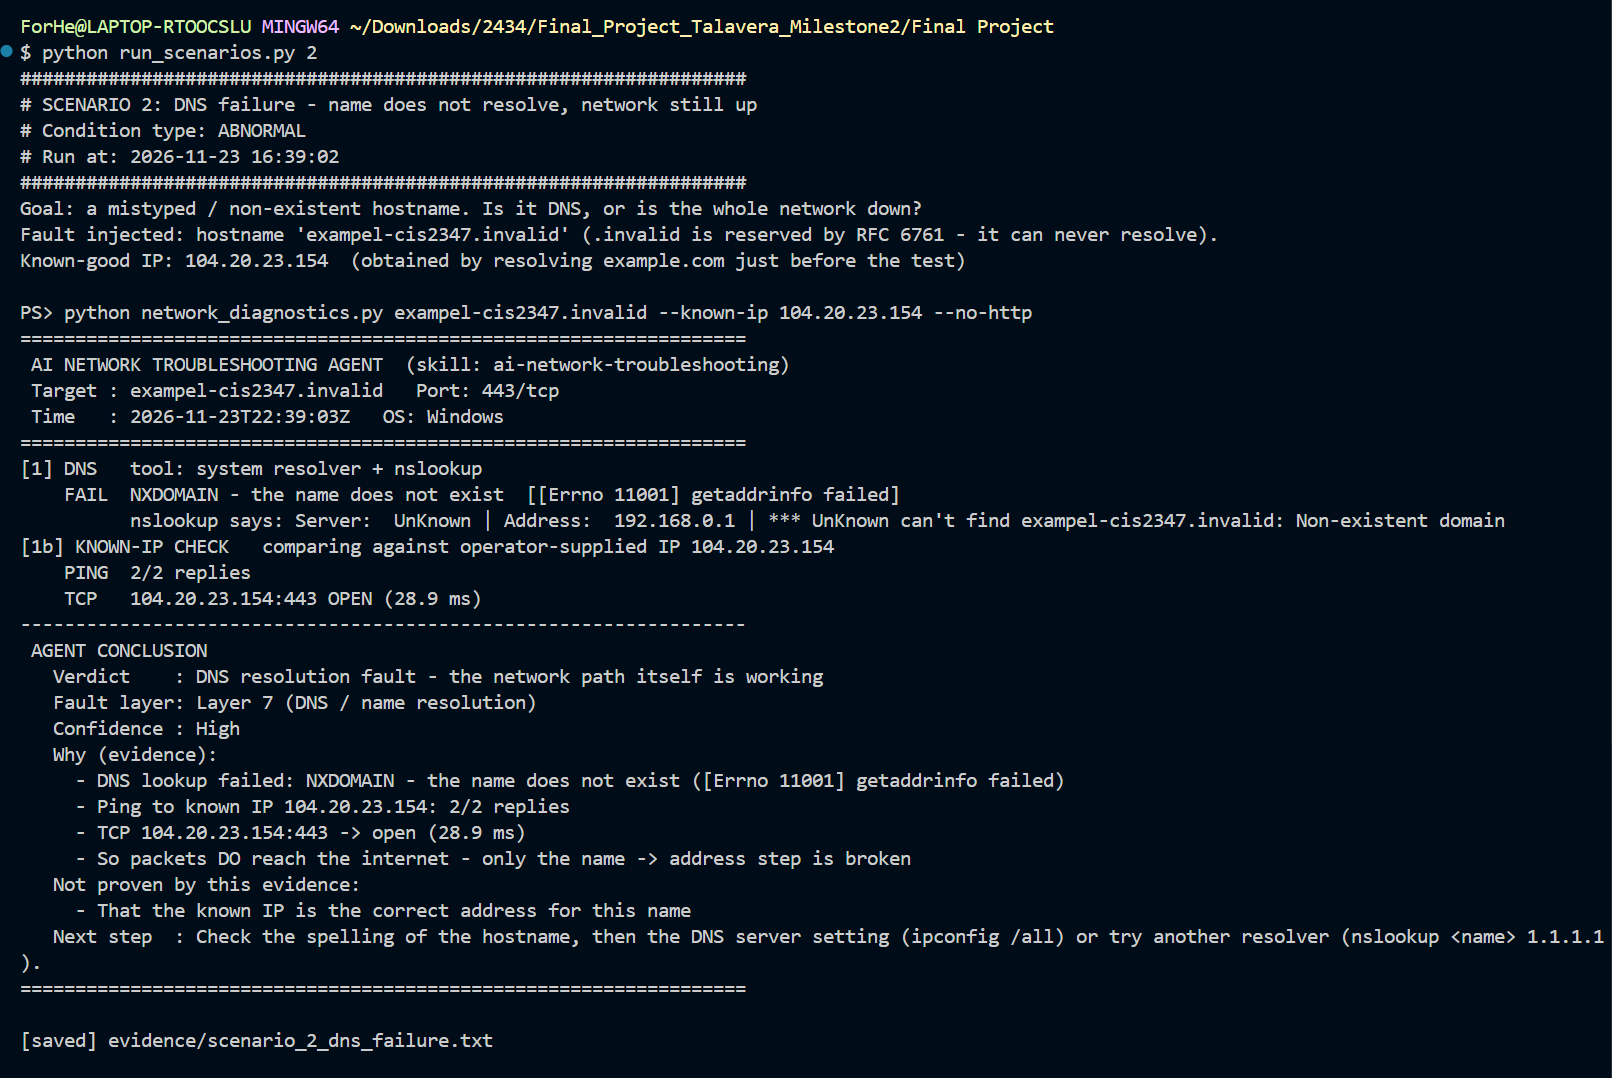 ForHe@LAPTOP-RTOOCSLU MINGW64 ~/Downloads/2434/Final_Project_Talavera_Milestone2/Final Project
$ python run_scenarios.py 2
##################################################################
# SCENARIO 2: DNS failure - name does not resolve, network still up
# Condition type: ABNORMAL
# Run at: 2026-11-23 16:39:02
##################################################################
Goal: a mistyped / non-existent hostname. Is it DNS, or is the whole network down?
Fault injected: hostname 'exampel-cis2347.invalid' (.invalid is reserved by RFC 6761 - it can never resolve).
Known-good IP: 104.20.23.154  (obtained by resolving example.com just before the test)

PS> python network_diagnostics.py exampel-cis2347.invalid --known-ip 104.20.23.154 --no-http
==================================================================
 AI NETWORK TROUBLESHOOTING AGENT  (skill: ai-network-troubleshooting)
 Target : exampel-cis2347.invalid   Port: 443/tcp
 Time   : 2026-11-23T22:39:03Z   OS: Windows
==================================================================
[1] DNS   tool: system resolver + nslookup
    FAIL  NXDOMAIN - the name does not exist  [[Errno 11001] getaddrinfo failed]
          nslookup says: Server:  UnKnown | Address:  192.168.0.1 | *** UnKnown can't find exampel-cis2347.invalid: Non-existent domain
[1b] KNOWN-IP CHECK   comparing against operator-supplied IP 104.20.23.154
    PING  2/2 replies
    TCP   104.20.23.154:443 OPEN (28.9 ms)
------------------------------------------------------------------
 AGENT CONCLUSION
   Verdict    : DNS resolution fault - the network path itself is working
   Fault layer: Layer 7 (DNS / name resolution)
   Confidence : High
   Why (evidence):
     - DNS lookup failed: NXDOMAIN - the name does not exist ([Errno 11001] getaddrinfo failed)
     - Ping to known IP 104.20.23.154: 2/2 replies
     - TCP 104.20.23.154:443 -> open (28.9 ms)
     - So packets DO reach the internet - only the name -> address step is broken
   Not proven by this evidence:
     - That the known IP is the correct address for this name
   Next step  : Check the spelling of the hostname, then the DNS server setting (ipconfig /all) or try another resolver (nslookup <name> 1.1.1.1
).
==================================================================

[saved] evidence/scenario_2_dns_failure.txt